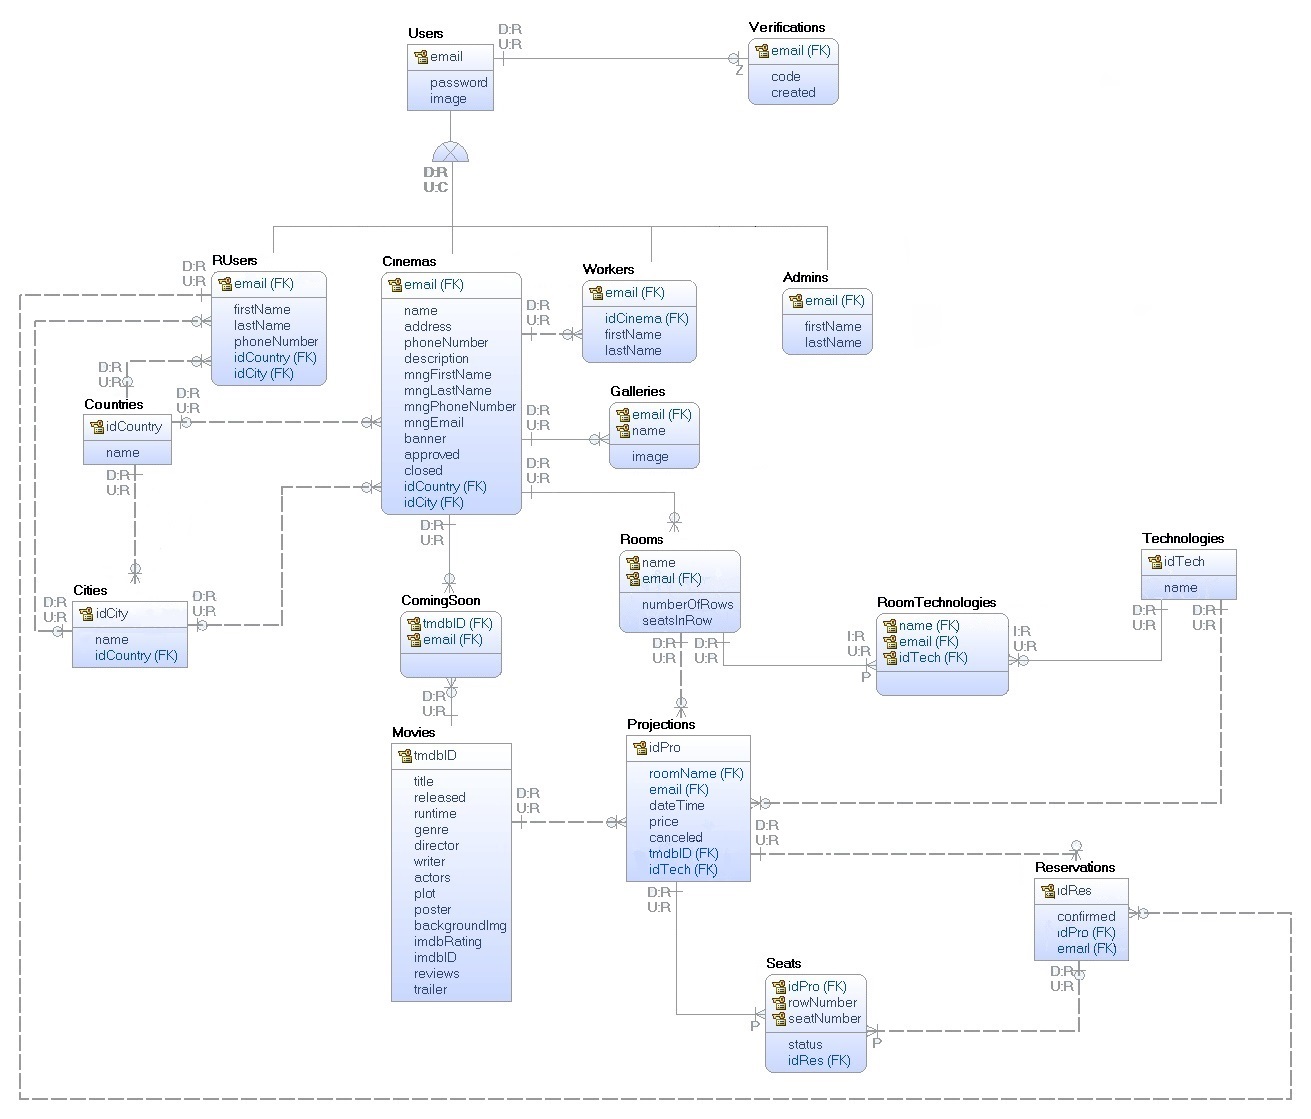 Users
email
password
image
D:R
U:R
Z
Verifications
email (FK)
code
created
D:R
U:C
RUsers
email (FK)
firstName
lastName
phoneNumber
idCountry (FK)
idCity (FK)
D:R
U:R
D:R
U:R
Cinemas
email (FK)
name
address
phoneNumber
description
mngFirstName
mngLastName
mngPhoneNumber
mngEmail
banner
approved
closed
idCountry (FK)
idCity (FK)
D:R
U:R
D:R
U:R
D:R
U:R
D:R
U:R
Workers
email (FK)
idCinema (FK)
firstName
lastName
Admins
email (FK)
firstName
lastName
Galleries
email (FK)
name
image
Countries
idCountry
name
D:R
U:R
D:R
U:R
Cities
idCity
name
idCountry (FK)
D:R
U:R
D:R
U:R
ComingSoon
tmdbID (FK)
email (FK)
D:R
U:R
Rooms
name
email (FK)
numberOfRows
seatsInRow
D:R
U:R
D:R
U:R
RoomTechnologies
name (FK)
email (FK)
idTech (FK)
I:R
U:R
P
I:R
U:R
Technologies
idTech
name
D:R
U:R
D:R
U:R
Movies
tmdbID
title
released
runtime
genre
director
writer
actors
plot
poster
backgroundImg
imdbRating
imdbID
reviews
trailer
D:R
U:R
Projections
idPro
roomName (FK)
email (FK)
dateTime
price
canceled
tmdbID (FK)
idTech (FK)
D:R
U:R
D:R
U:R
Reservations
idRes
confirmed
idPro (FK)
email (FK)
D:R
U:R
Seats
idPro (FK)
rowNumber
seatNumber
status
idRes (FK)
P
P